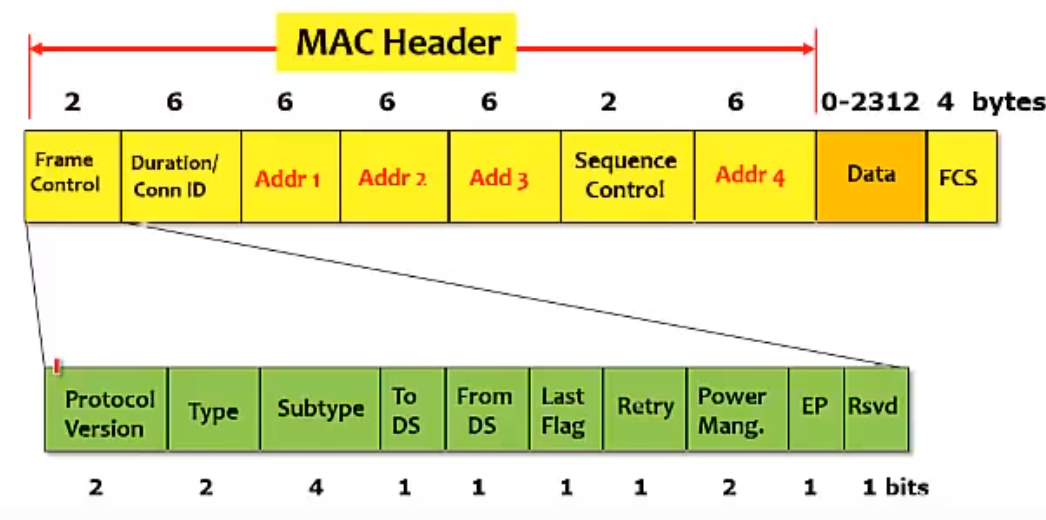 MAC Header
2 6 6 6 6 2 6 0-2312 4 bytes
Frame
Control
Duration/
Conn ID
Addr 1
Addr 2
Add 3
Sequence
Control
Addr 4
Data
FCS
Protocol
Version
Type
Subtype
To
DS
From
DS
Last
Flag
Retry
Power
Mang.
EP
Rsvd
2 2 4 1 1 1 1 2 1 1 bits